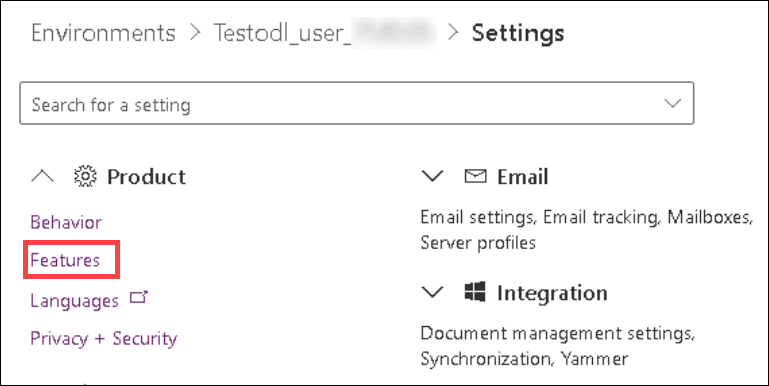 Environments > Testodl_user_ > Settings
Search for a setting
Product
Behavior
Features
Languages
Privacy + Security
Email
Email settings, Email tracking, Mailboxes,
Server profiles
Integration
Document management settings,
Synchronization, Yammer